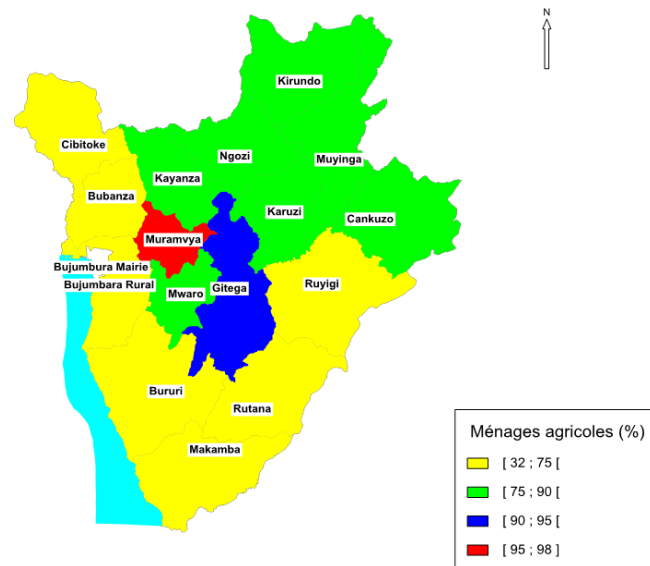 N
Kirundo
Cibitoke
Ngozi
Muyinga
Kayanza
Bubanza
Karuzi
Cankuzo
Muramvya
Bujumbura Mairie
Bujumbara Rural
Mwaro
Gitega
Ruyigi
Bururi
Rutana
Makamba
Ménages agricoles (%)
[ 32 ; 75 [
[ 75 ; 90 [
[ 90 ; 95 [
[ 95 ; 98 ]